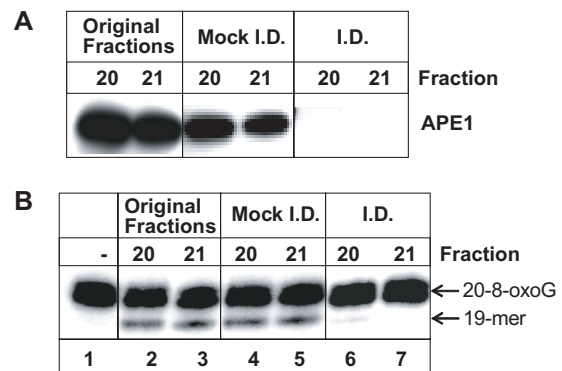 A
Original Fractions Mock I.D. I.D.
20 21 20 21 20 21 Fraction
APE1
B
Original Fractions Mock I.D. I.D.
- 20 21 20 21 20 21 Fraction
20-8-oxoG
19-mer
1 2 3 4 5 6 7